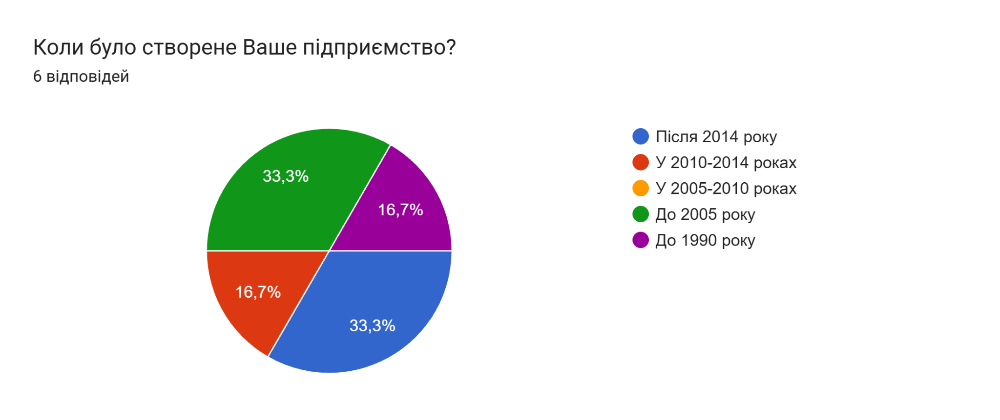 Коли було створене Ваше підприємство?
6 відповідей
33,3%
16,7%
16,7%
33,3%
Після 2014 року
У 2010-2014 роках
У 2005-2010 роках
До 2005 року
До 1990 року